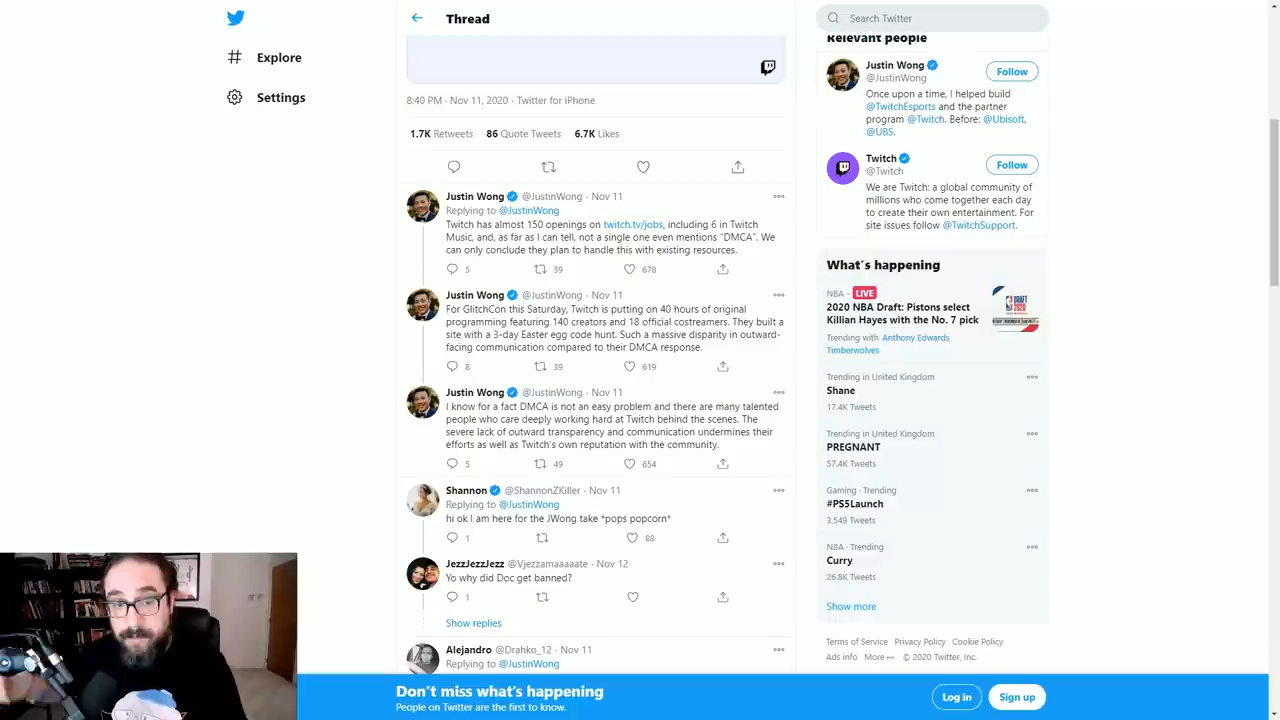 Explore
Settings
Thread
8:40 PM · Nov 11, 2020 · Twitter for iPhone
1.7K Retweets 86 Quote Tweets 6.7K Likes
Justin Wong @JustinWong · Nov 11
Replying to @JustinWong
Twitch has almost 150 openings on twitch.tv/jobs, including 6 in Twitch
Music, and, as far as I can tell, not a single one even mentions "DMCA". We
can only conclude they plan to handle this with existing resources.
5 39 678
Justin Wong @JustinWong · Nov 11
For GlitchCon this Saturday, Twitch is putting on 40 hours of original
programming featuring 140 creators and 18 official costreamers. They built a
site with a 3-day Easter egg code hunt. Such a massive disparity in outward-
facing communication compared to their DMCA response.
8 39 619
Justin Wong @JustinWong · Nov 11
I know for a fact DMCA is not an easy problem and there are many talented
people who care deeply working hard at Twitch behind the scenes. The
severe lack of outward transparency and communication undermines their
efforts as well as Twitch's own reputation with the community.
5 49 654
Shannon @ShannonZKiller · Nov 11
Replying to @JustinWong
hi ok I am here for the JWong take *pops popcorn*
1 88
JezzJezzJezz @Vjezzamaaaaate · Nov 12
Yo why did Doc get banned?
1
Show replies
Alejandro @Drahko_12 · Nov 11
Replying to @JustinWong
Search Twitter
Relevant people
Justin Wong
@JustinWong
Follow
Once upon a time, I helped build
@TwitchEsports and the partner
program @Twitch. Before: @Ubisoft,
@UBS.
Twitch
@Twitch
Follow
We are Twitch: a global community of
millions who come together each day
to create their own entertainment. For
site issues follow @TwitchSupport.
What's happening
NBA · LIVE
2020 NBA Draft: Pistons select
Killian Hayes with the No. 7 pick
Trending with Anthony Edwards,
Timberwolves
Trending in United Kingdom
Shane
17.4K Tweets
Trending in United Kingdom
PREGNANT
57.4K Tweets
Gaming · Trending
#PS5Launch
3,549 Tweets
NBA · Trending
Curry
26.8K Tweets
Show more
Terms of Service Privacy Policy Cookie Policy
Ads info More © 2020 Twitter, Inc.
Don't miss what's happening
People on Twitter are the first to know.
Log in
Sign up